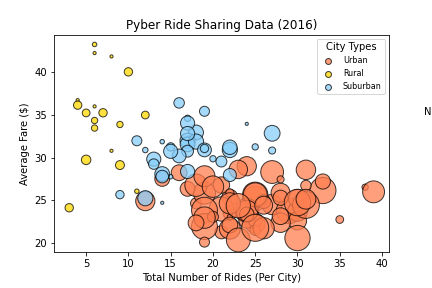 Pyber Ride Sharing Data (2016)
City Types
Urban
Rural
Suburban
N
40
35
30
25
20
Average Fare ($)
5 10 15 20 25 30 35 40
Total Number of Rides (Per City)